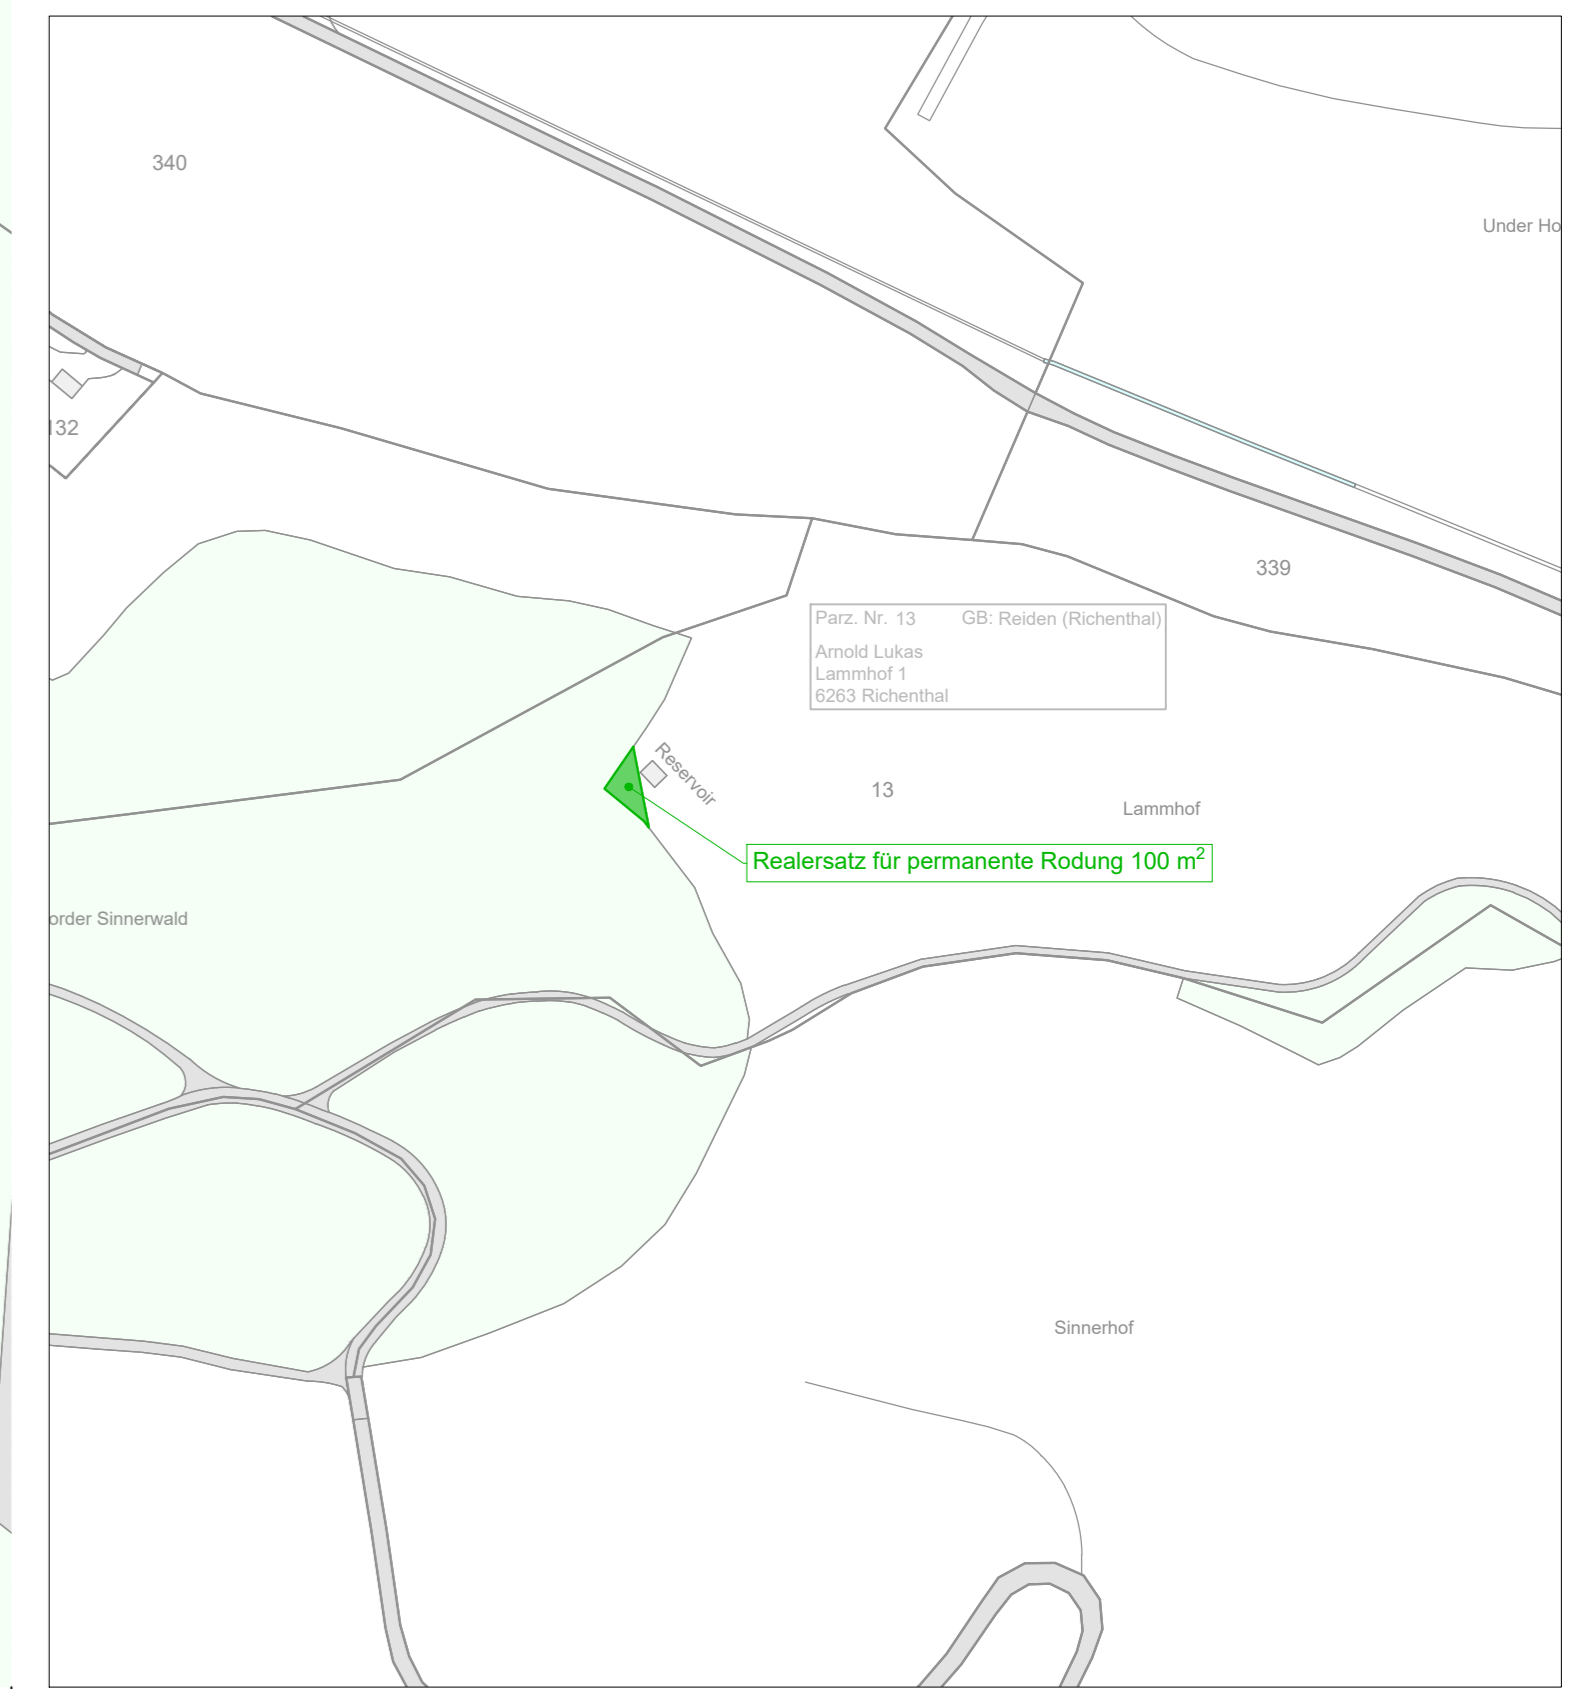 340
Under Ho
132
339
Parz. Nr. 13 GB: Reiden (Richenthal)
Arnold Lukas
Lammhof 1
6263 Richenthal
Reservoir
13
Lammhof
Realersatz für permanente Rodung 100 m²
order Sinnerwald
Sinnerhof